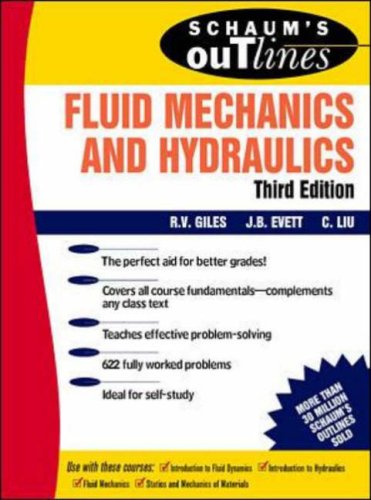 SCHAUM'S
ouTlines
FLUID MECHANICS
AND HYDRAULICS
Third Edition
R.V. GILES J.B. EVETT C. LIU
The perfect aid for better grades!
Covers all course fundamentals—complements
any class text
Teaches effective problem-solving
622 fully worked problems
Ideal for self-study
MORE THAN
30 MILLION
SCHAUM'S
OUTLINES
SOLD
Use with these courses: Introduction to Fluid Dynamics Introduction to Hydraulics
Fluid Mechanics Statics and Mechanics of Materials